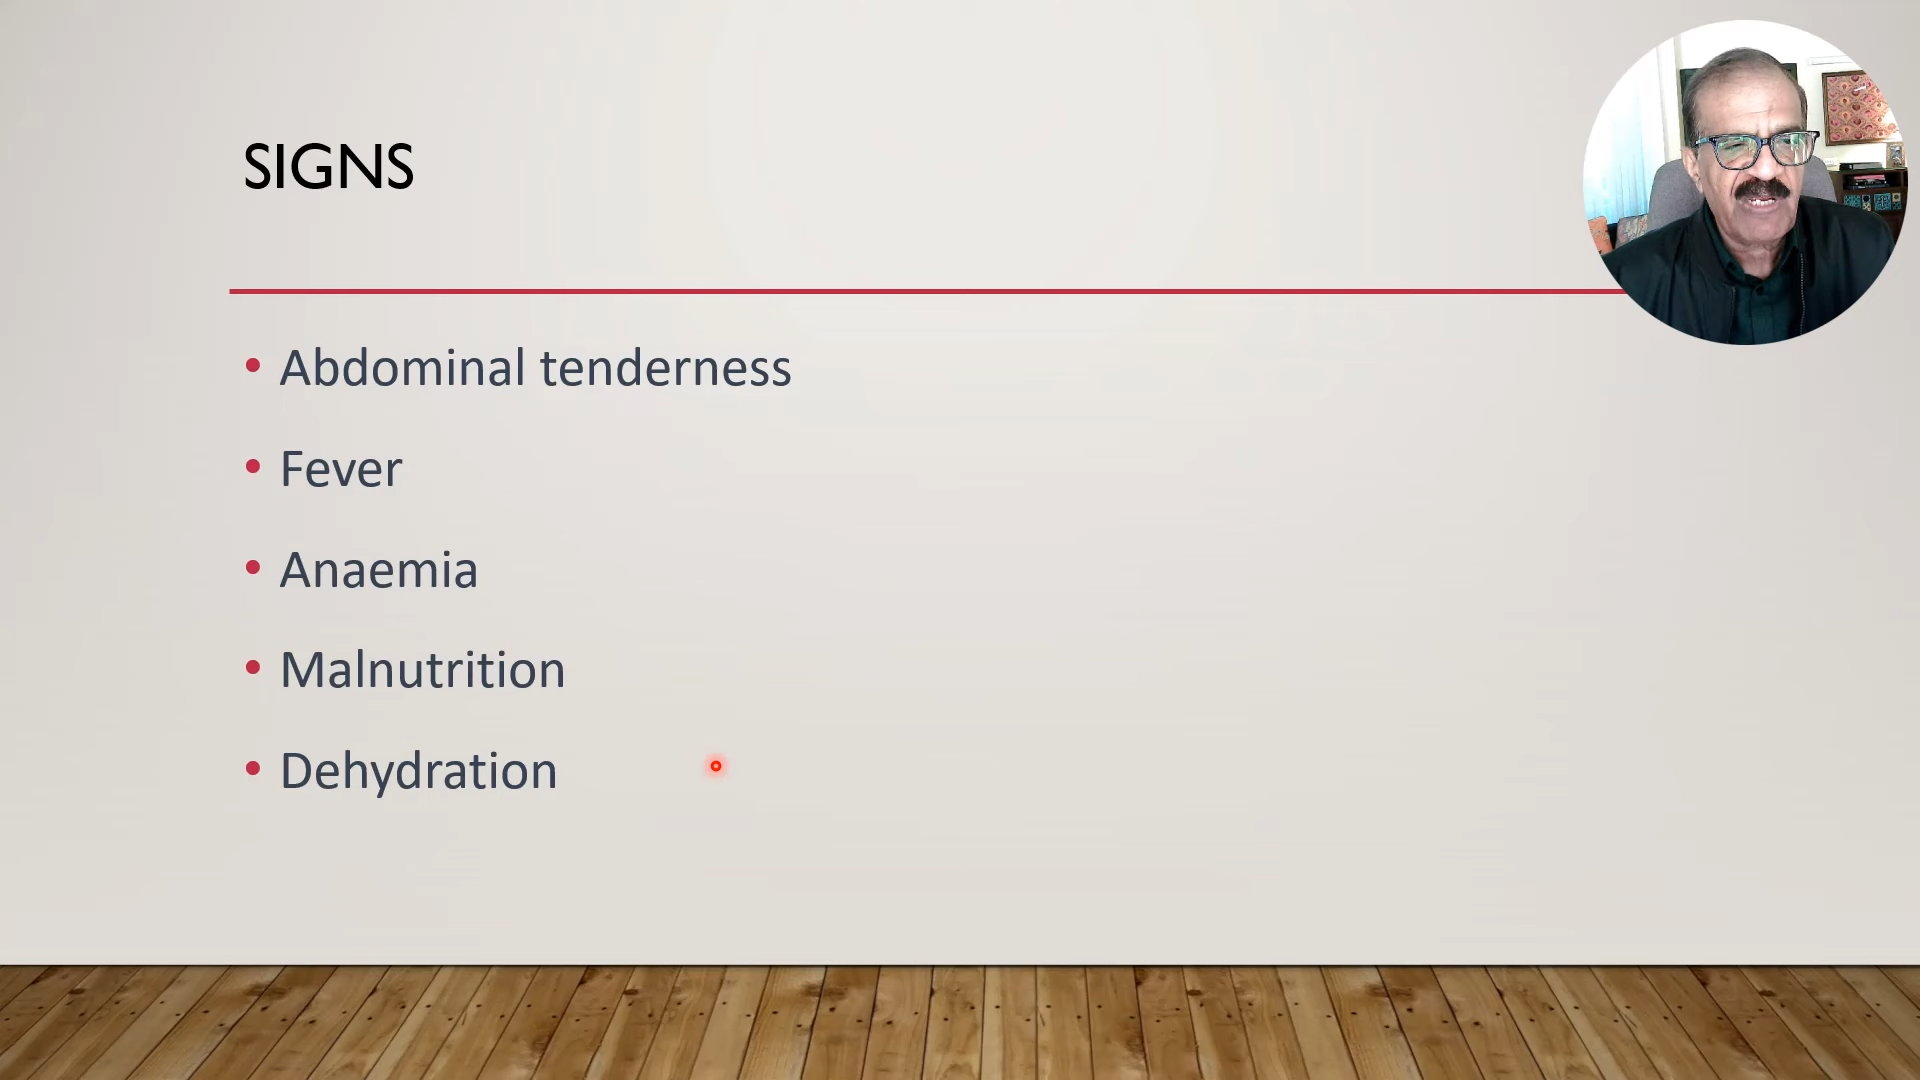 SIGNS
• Abdominal tenderness
• Fever
• Anaemia
• Malnutrition
• Dehydration